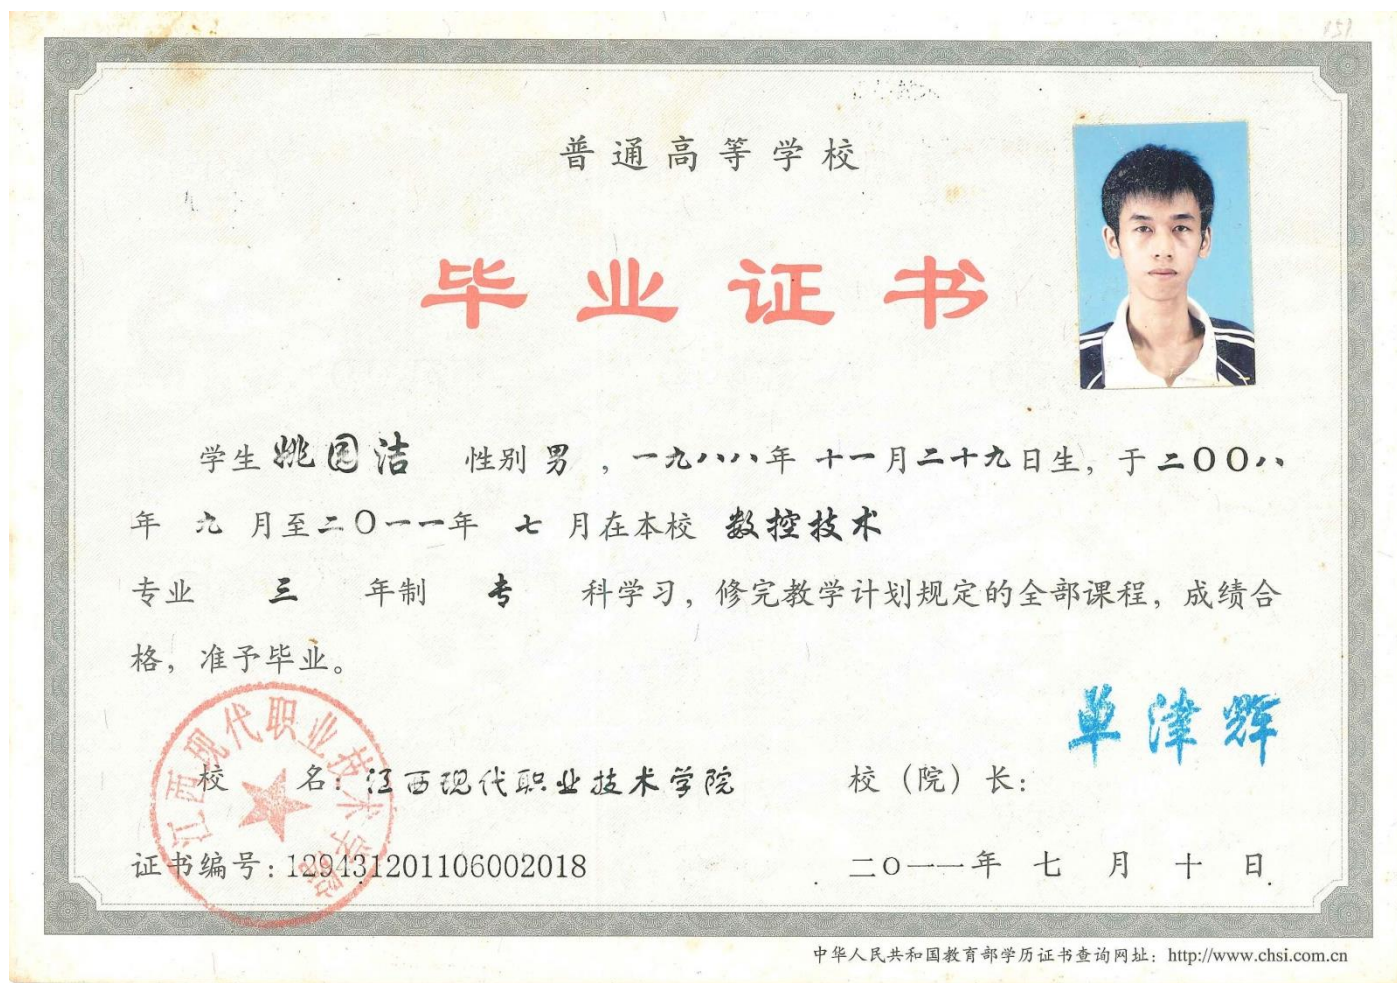 普通高等学校
毕业证书
学生 姚国洁 性别 男 ，一九八八年 十一月二十九日生，于二〇〇八
年 九 月至二〇一一年 七 月在本校 数控技术
专业 三 年制 专 科学习，修完教学计划规定的全部课程，成绩合
格，准予毕业。
单津辉
江西现代职业技术学院
校 名：江西现代职业技术学院 校（院）长：
证书编号：129431201106002018 二〇一一年 七 月 十 日
中华人民共和国教育部学历证书查询网址：http://www.chsi.com.cn